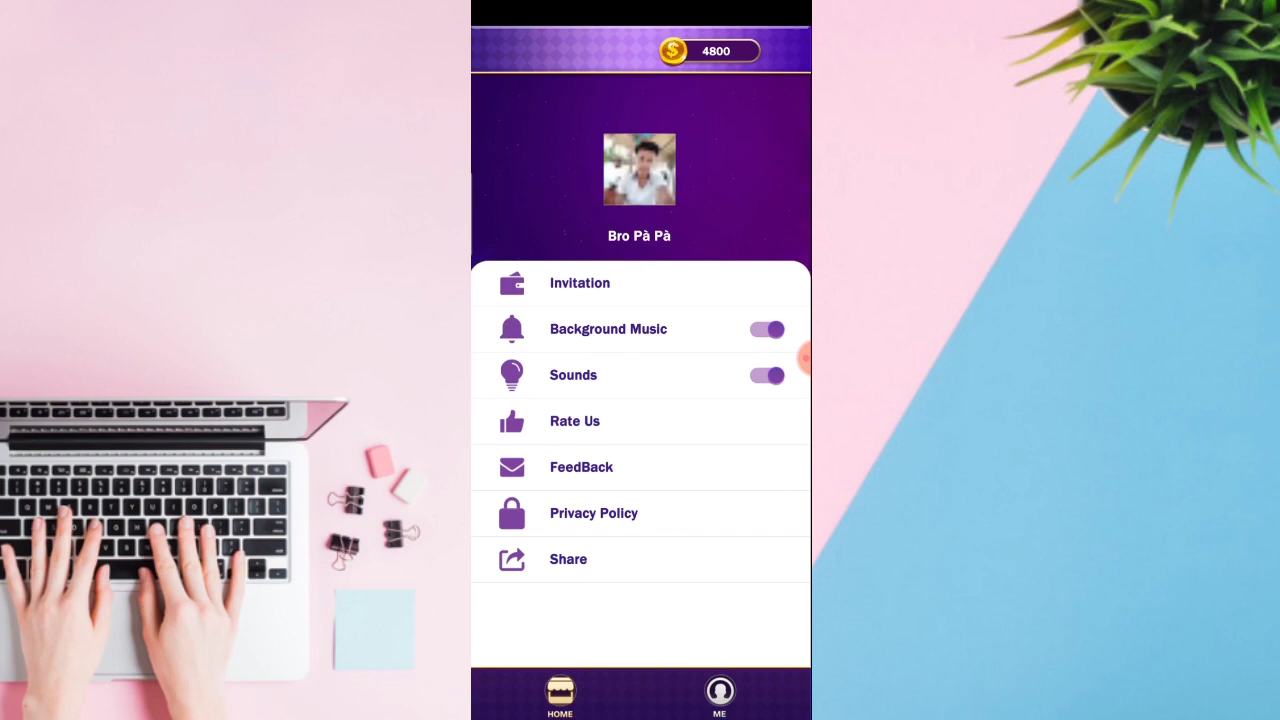 4800
Bro Pà Pà
Invitation
Background Music
Sounds
Rate Us
FeedBack
Privacy Policy
Share
HOME
ME